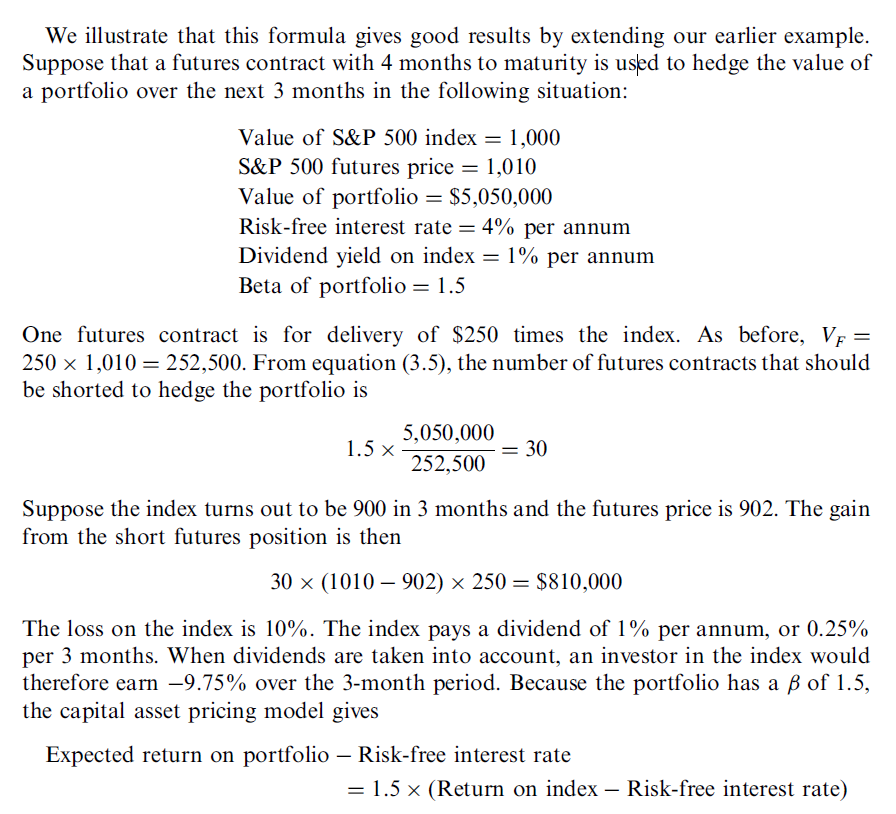 We illustrate that this formula gives good results by extending our earlier example.
Suppose that a futures contract with 4 months to maturity is used to hedge the value of
a portfolio over the next 3 months in the following situation:
Value of S&P 500 index = 1,000
S&P 500 futures price = 1,010
Value of portfolio = $5,050,000
Risk-free interest rate = 4% per annum
Dividend yield on index = 1% per annum
Beta of portfolio = 1.5
One futures contract is for delivery of $250 times the index. As before, V_F =
250 × 1,010 = 252,500. From equation (3.5), the number of futures contracts that should
be shorted to hedge the portfolio is
1.5 × 5,050,000 / 252,500 = 30
Suppose the index turns out to be 900 in 3 months and the futures price is 902. The gain
from the short futures position is then
30 × (1010 − 902) × 250 = $810,000
The loss on the index is 10%. The index pays a dividend of 1% per annum, or 0.25%
per 3 months. When dividends are taken into account, an investor in the index would
therefore earn −9.75% over the 3-month period. Because the portfolio has a β of 1.5,
the capital asset pricing model gives
Expected return on portfolio − Risk-free interest rate
= 1.5 × (Return on index − Risk-free interest rate)